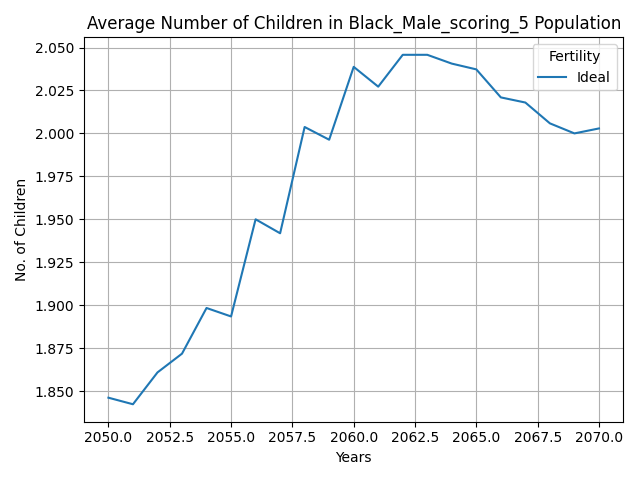 Average Number of Children in Black_Male_scoring_5 Population
Fertility
Ideal
No. of Children
2.050
2.025
2.000
1.975
1.950
1.925
1.900
1.875
1.850
2050.0 2052.5 2055.0 2057.5 2060.0 2062.5 2065.0 2067.5 2070.0
Years